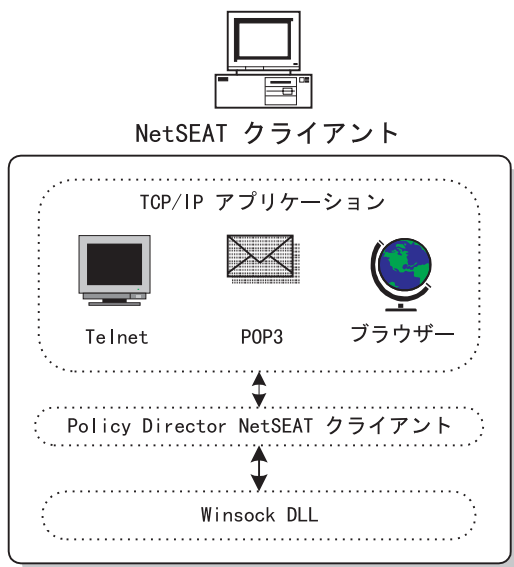 NetSEAT クライアント
TCP/IP アプリケーション
Telnet POP3 ブラウザー
Policy Director NetSEAT クライアント
Winsock DLL